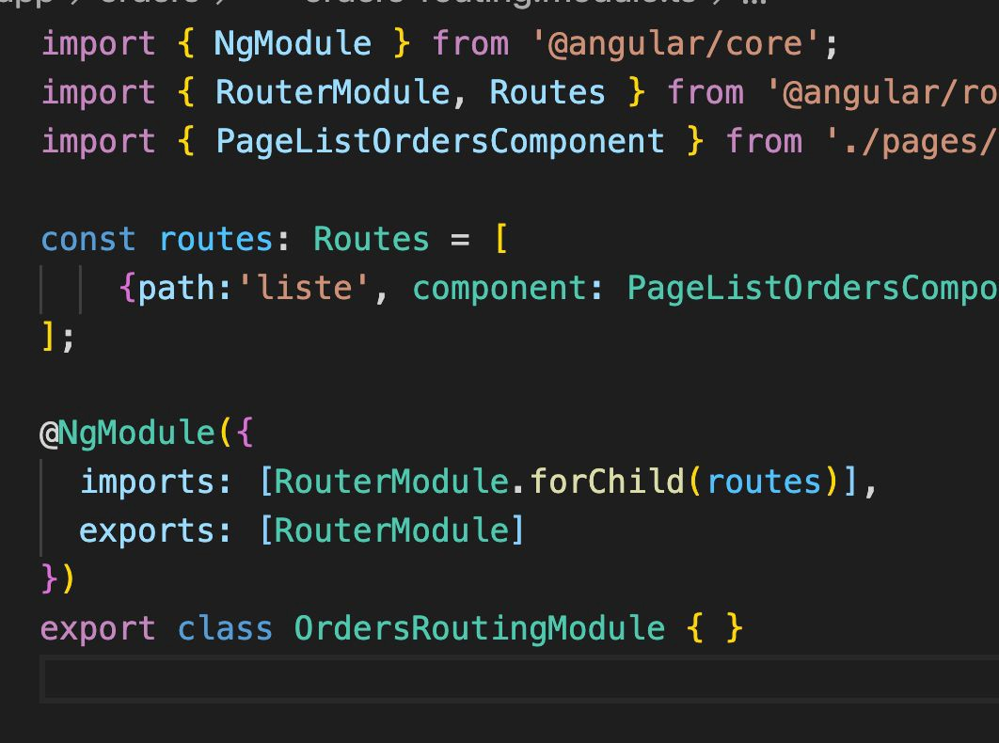 import { NgModule } from '@angular/core';
import { RouterModule, Routes } from '@angular/ro
import { PageListOrdersComponent } from './pages/
const routes: Routes = [
{path:'liste', component: PageListOrdersCompo
];
@NgModule({
imports: [RouterModule.forChild(routes)],
exports: [RouterModule]
})
export class OrdersRoutingModule { }